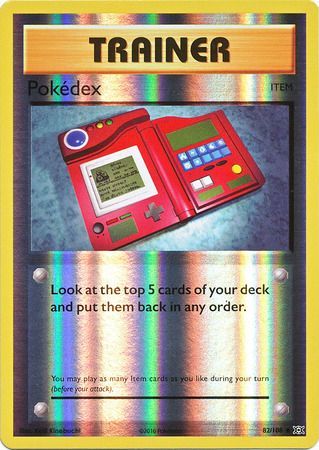 TRAINER
Pokédex
ITEM
Look at the top 5 cards of your deck
and put them back in any order.
You may play as many Item cards as you like during your turn
(before your attack).
Illus. Keiji Kinebuchi
©2016 Pokémon
82/108